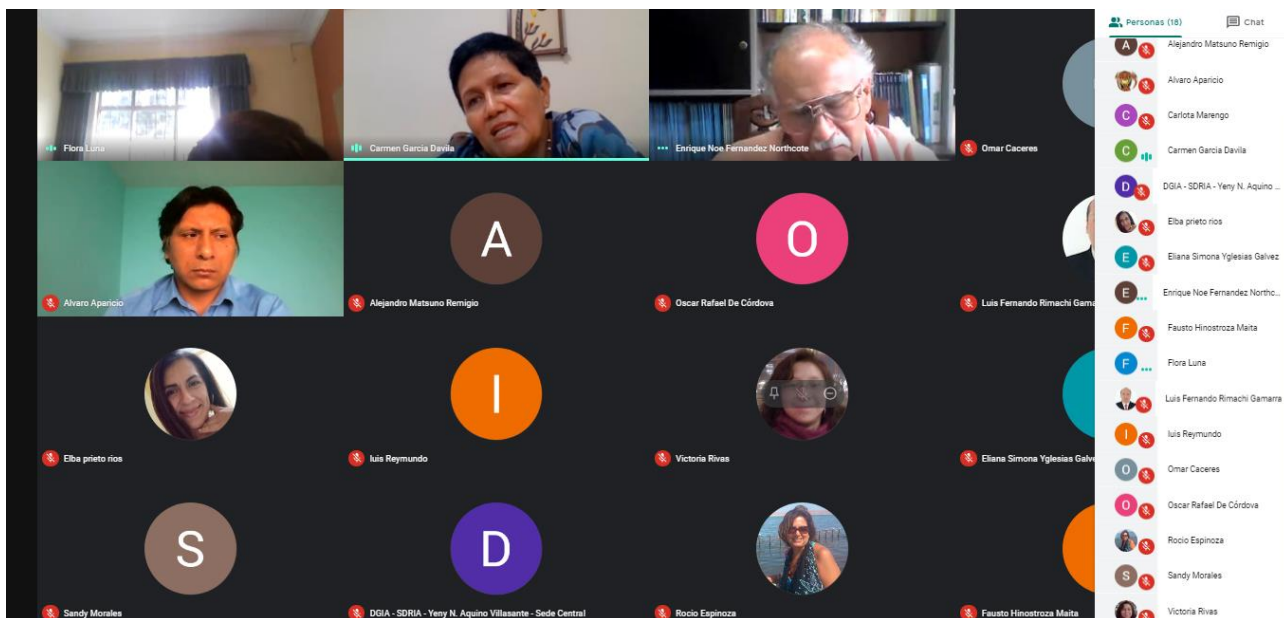 Flora Luna
Carmen Garcia Davila
Enrique Noe Fernandez Northcote
Omar Caceres
Alvaro Aparicio
A
Alejandro Matsuno Remigio
O
Oscar Rafael De Córdova
Luis Fernando Rimachi Gama
Elba prieto rios
I
luis Reymundo
Victoria Rivas
Eliana Simona Yglesias Galve
S
Sandy Morales
D
DGIA - SDRIA - Yeny N. Aquino Villasante - Sede Central
Rocio Espinoza
Fausto Hinostroza Maita
Personas (18)
Chat
A Alejandro Matsuno Remigio
Alvaro Aparicio
C Carlota Marengo
C Carmen Garcia Davila
D DGIA - SDRIA - Yeny N. Aquino ...
Elba prieto rios
E Eliana Simona Yglesias Galvez
E Enrique Noe Fernandez Northc...
F Fausto Hinostroza Maita
F Flora Luna
Luis Fernando Rimachi Gamarra
I luis Reymundo
O Omar Caceres
O Oscar Rafael De Córdova
Rocio Espinoza
S Sandy Morales
Victoria Rivas